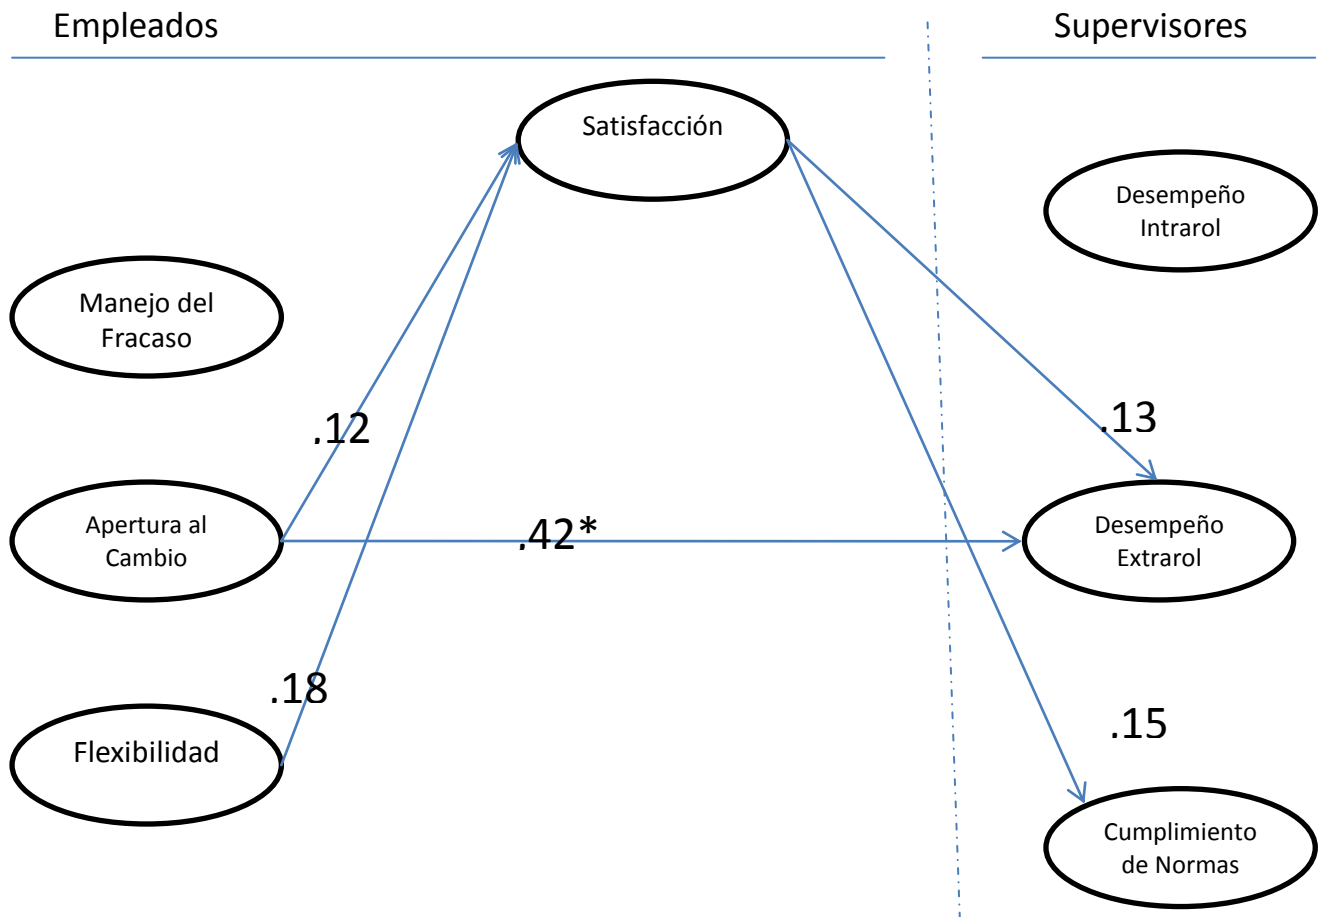 Empleados
Supervisores
Satisfacción
Desempeño
Intrarol
Manejo del
Fracaso
.12
.13
Apertura al
Cambio
.42*
Desempeño
Extrarol
.18
.15
Flexibilidad
Cumplimiento
de Normas